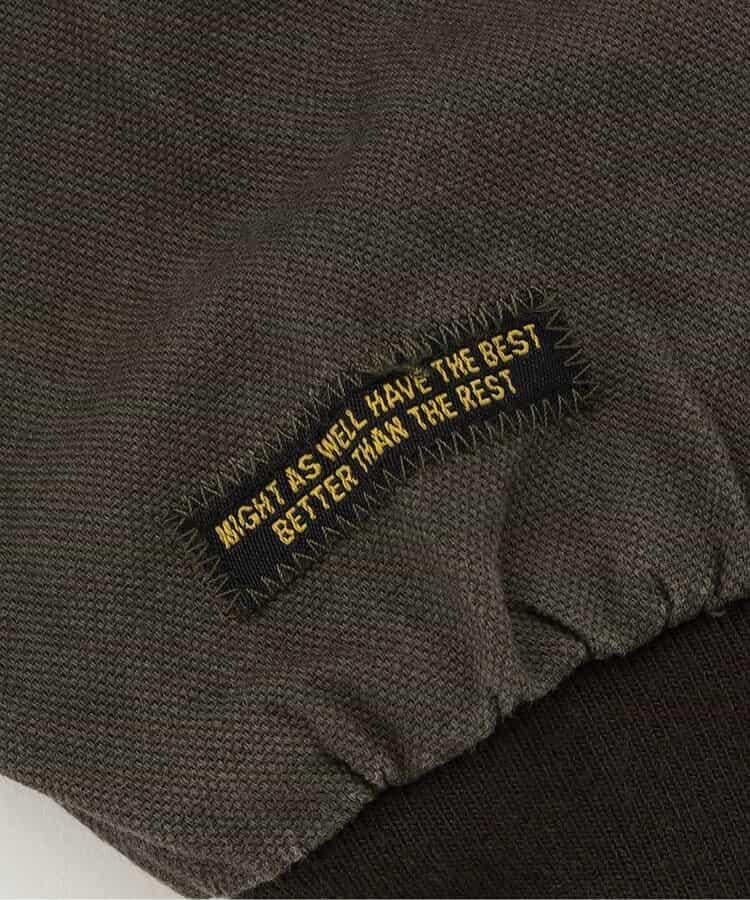 MIGHT AS WELL HAVE THE BEST
BETTER THAN THE REST